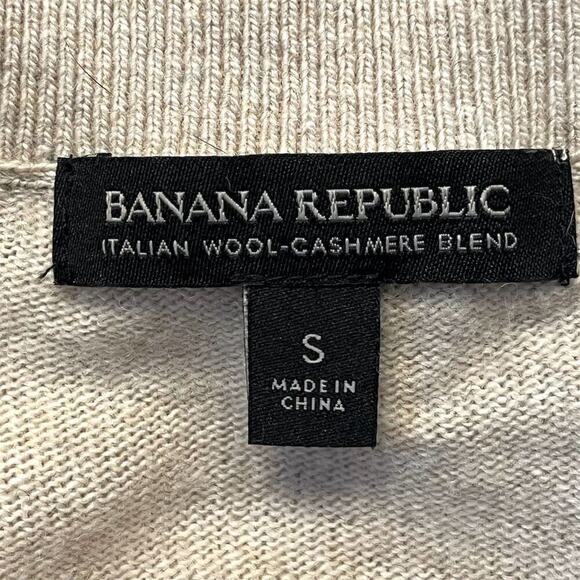 BANANA REPUBLIC
ITALIAN WOOL-CASHMERE BLEND
S
MADE IN
CHINA